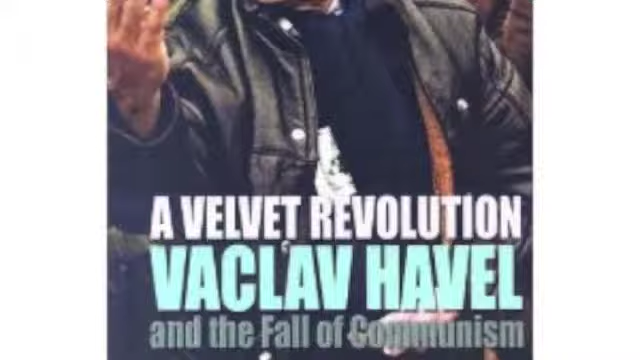 A VELVET REVOLUTION
VACLAV HAVEL
and the Fall of Communism